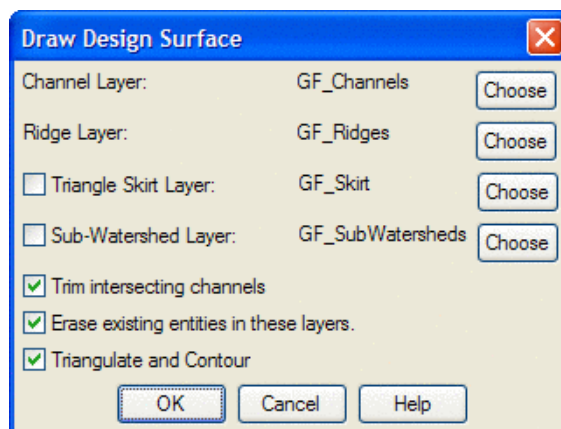 Draw Design Surface
Channel Layer: GF_Channels Choose
Ridge Layer: GF_Ridges Choose
Triangle Skirt Layer: GF_Skirt Choose
Sub-Watershed Layer: GF_SubWatersheds Choose
Trim intersecting channels
Erase existing entities in these layers.
Triangulate and Contour
OK Cancel Help